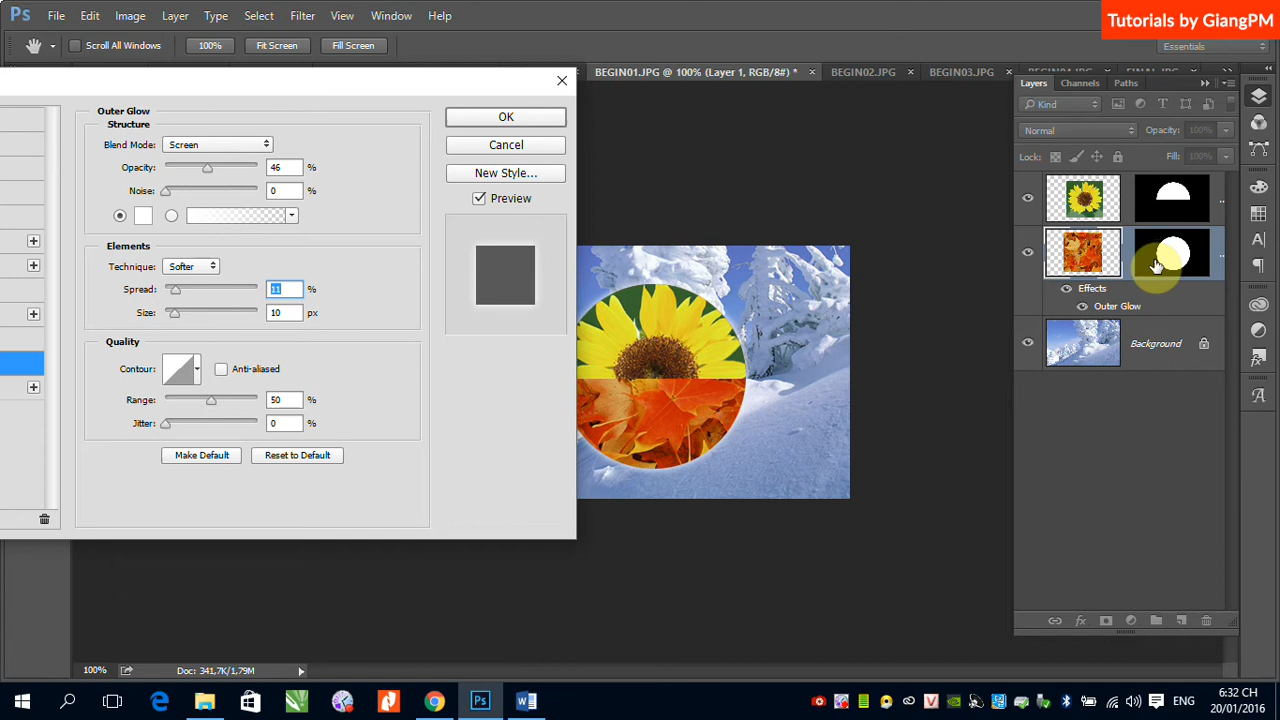 Ps File Edit Image Layer Type Select Filter View Window Help
Tutorials by GiangPM
Scroll All Windows 100% Fit Screen Fill Screen
Essentials
BEGIN01.JPG @ 100% (Layer 1, RGB/8#) * × BEGIN02.JPG × BEGIN03.JPG ×
Layers Channels Paths
Kind
Normal Opacity: 100%
Lock: Fill: 100%
Effects
Outer Glow
Background
Outer Glow
Structure
Blend Mode: Screen
Opacity: 46 %
Noise: 0 %
Elements
Technique: Softer
Spread: 11 %
Size: 10 px
Quality
Contour: Anti-aliased
Range: 50 %
Jitter: 0 %
Make Default Reset to Default
OK
Cancel
New Style...
Preview
100% Doc: 341,7K/1,79M
ENG
6:32 CH
20/01/2016